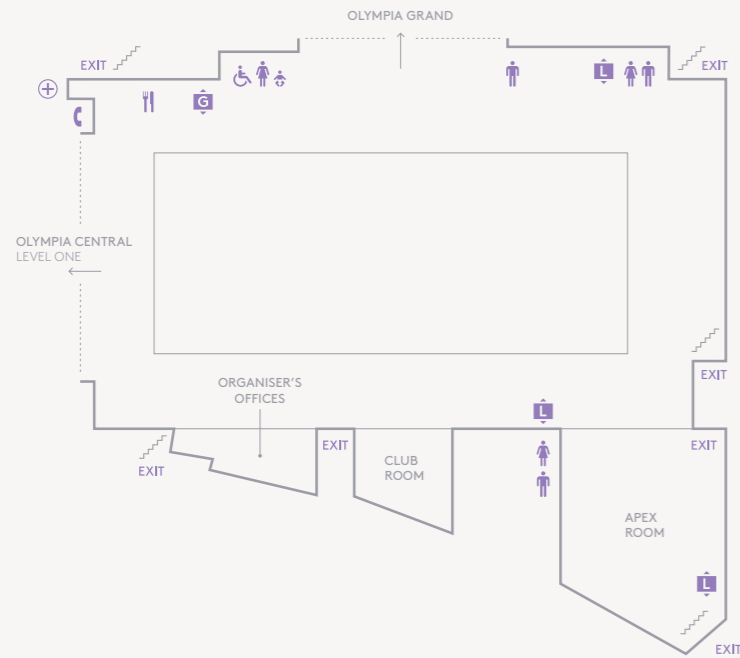 OLYMPIA GRAND
EXIT
L
EXIT
G
OLYMPIA CENTRAL
LEVEL ONE
EXIT
ORGANISER'S
OFFICES
L
EXIT
EXIT
EXIT
CLUB
ROOM
APEX
ROOM
L
EXIT